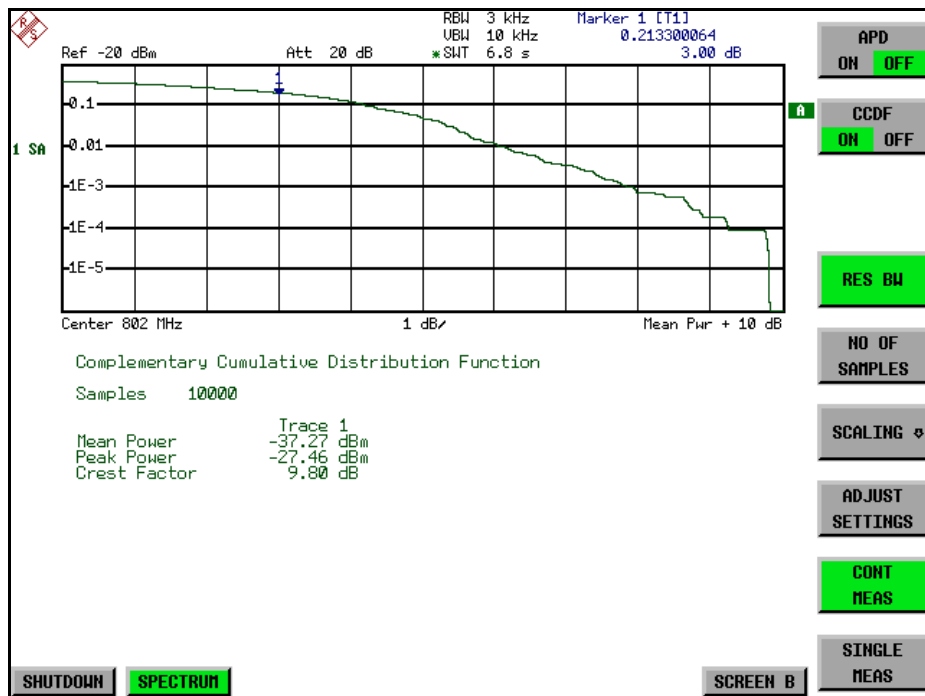 R S
RBW 3 kHz Marker 1 [T1]
VBW 10 kHz 0.213300064
Ref -20 dBm Att 20 dB *SWT 6.8 s 3.00 dB
1
0.1
A
1 SA
0.01
1E-3
1E-4
1E-5
Center 802 MHz 1 dB/ Mean Pwr + 10 dB
Complementary Cumulative Distribution Function
Samples 10000
Trace 1
Mean Power -37.27 dBm
Peak Power -27.46 dBm
Crest Factor 9.80 dB
APD
ON OFF
CCDF
ON OFF
RES BW
NO OF
SAMPLES
SCALING
ADJUST
SETTINGS
CONT
MEAS
SINGLE
MEAS
SHUTDOWN SPECTRUM SCREEN B